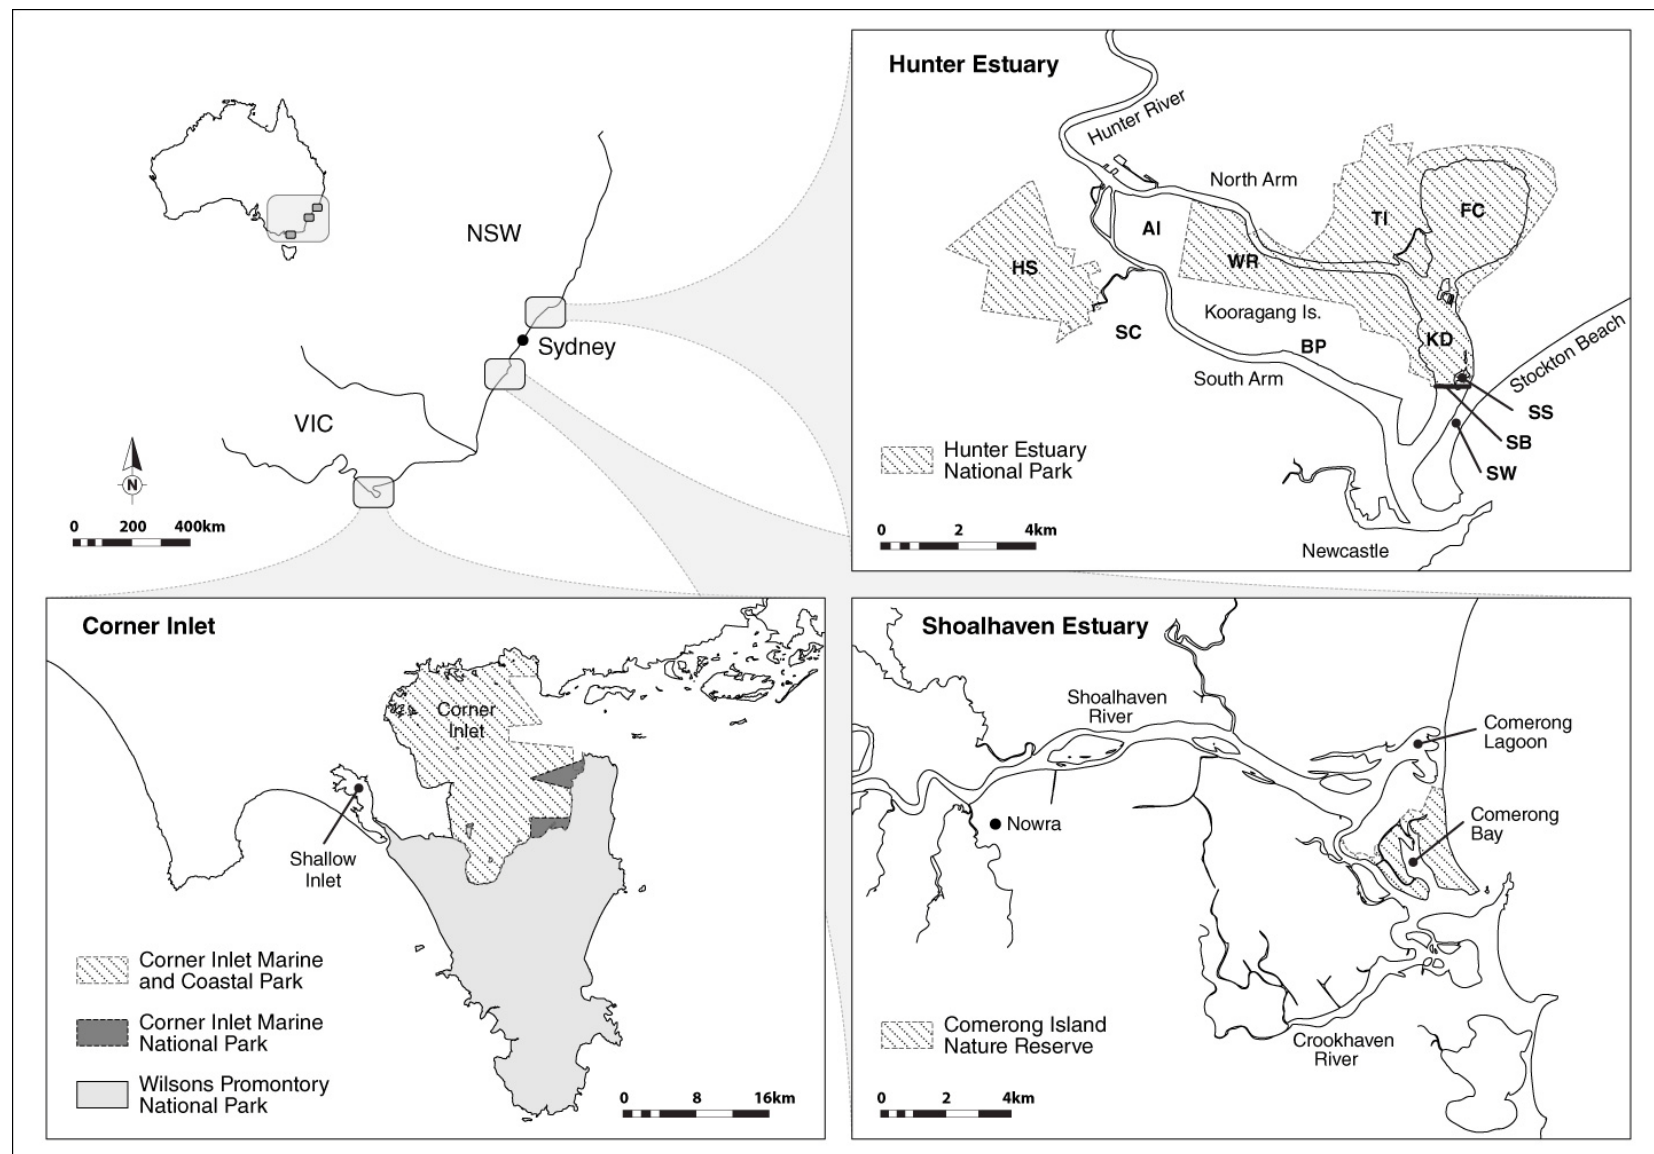 NSW
Sydney
VIC
N
0 200 400km
Hunter Estuary
Hunter River
North Arm
TI
FC
AI
HS
WR
Kooragang Is.
SC
BP
KD
South Arm
Stockton Beach
SS
SB
SW
Hunter Estuary
National Park
0 2 4km
Newcastle
Corner Inlet
Corner
Inlet
Shallow
Inlet
Corner Inlet Marine
and Coastal Park
Corner Inlet Marine
National Park
Wilsons Promontory
National Park
0 8 16km
Shoalhaven Estuary
Shoalhaven
River
Comerong
Lagoon
Nowra
Comerong
Bay
Comerong Island
Nature Reserve
Crookhaven
River
0 2 4km